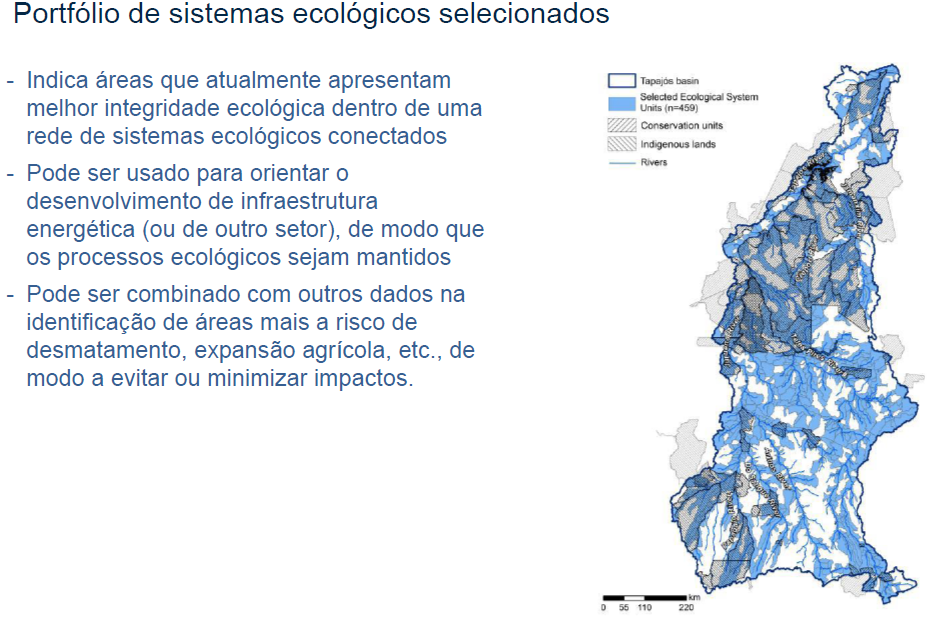 Portfólio de sistemas ecológicos selecionados
- Indica áreas que atualmente apresentam
melhor integridade ecológica dentro de uma
rede de sistemas ecológicos conectados
- Pode ser usado para orientar o
desenvolvimento de infraestrutura
energética (ou de outro setor), de modo que
os processos ecológicos sejam mantidos
- Pode ser combinado com outros dados na
identificação de áreas mais a risco de
desmatamento, expansão agrícola, etc., de
modo a evitar ou minimizar impactos.
Tapajós basin
Selected Ecological System
Units (n=459)
Conservation units
Indigenous lands
Rivers
km
0 55 110 220